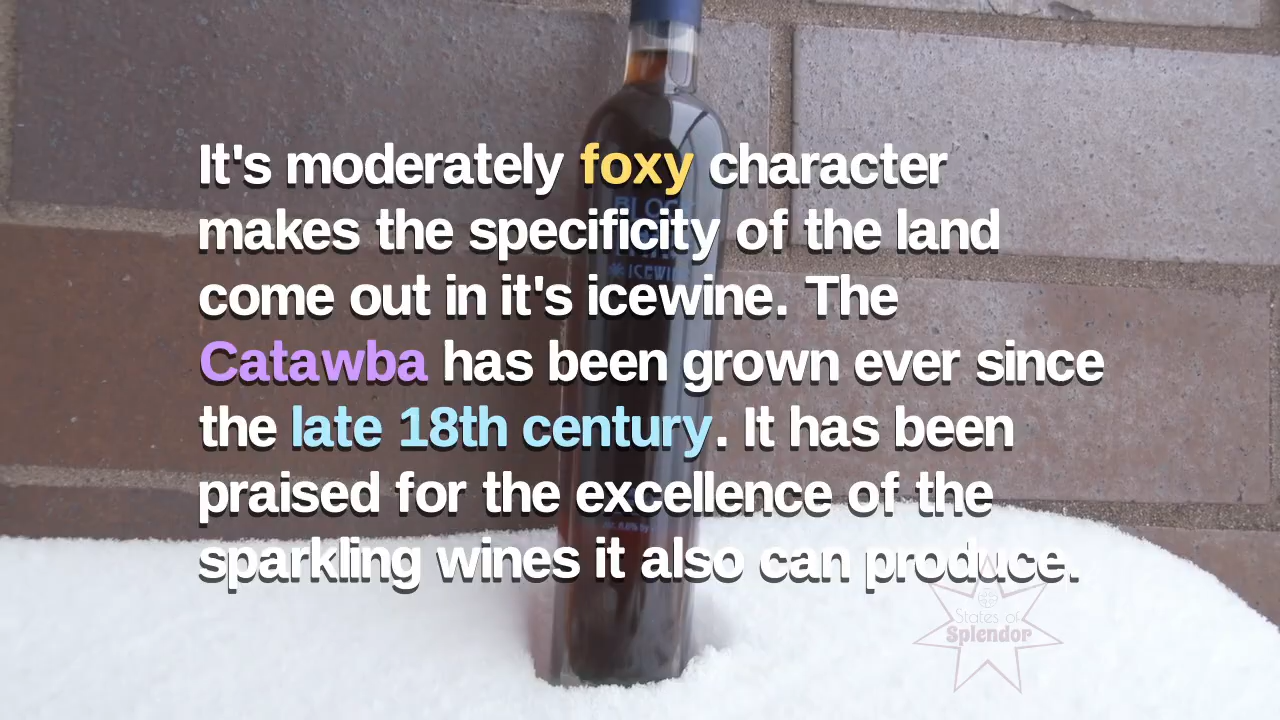 It's moderately foxy character
makes the specificity of the land
come out in it's icewine. The
Catawba has been grown ever since
the late 18th century. It has been
praised for the excellence of the
sparkling wines it also can produce.
States of
Splendor